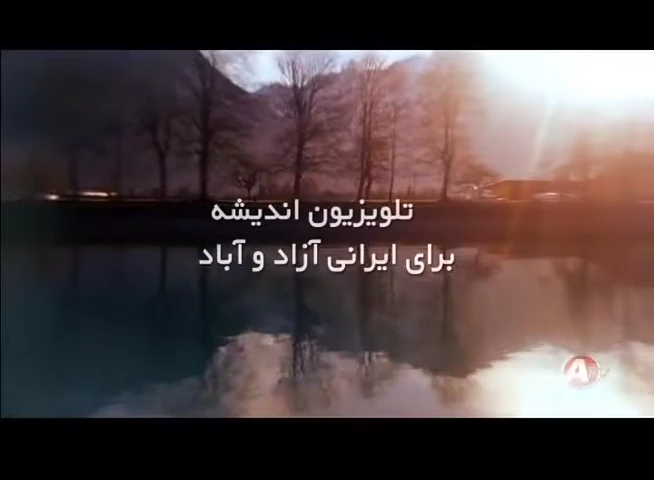 تلویزیون اندیشه
برای ایرانی آزاد و آباد
A